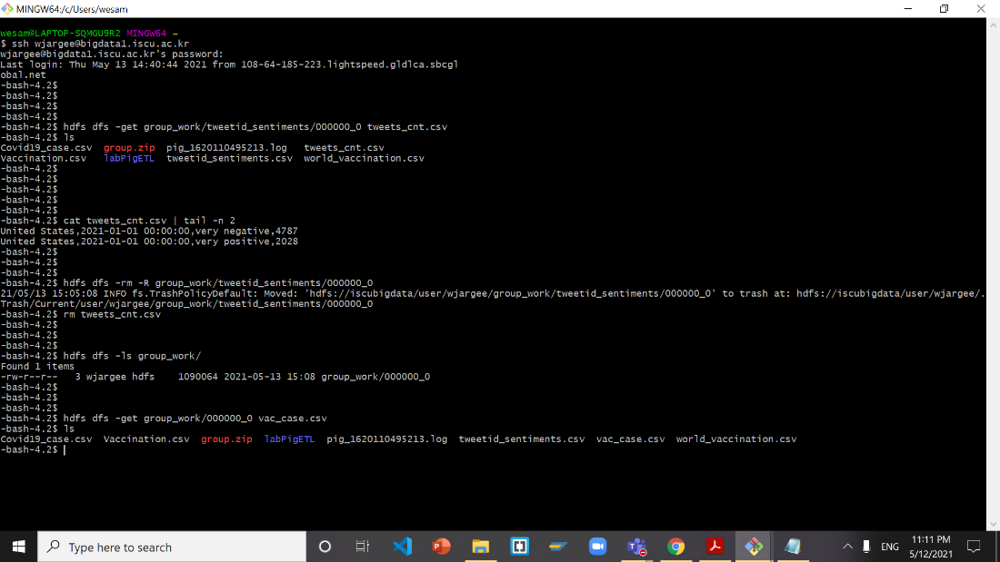 MINGW64:/c/Users/wesam
wesam@LAPTOP-SQMGU9R2 MINGW64 ~
$ ssh wjargee@bigdata1.iscu.ac.kr
wjargee@bigdata1.iscu.ac.kr's password:
Last login: Thu May 13 14:40:44 2021 from 108-64-185-223.lightspeed.gldlca.sbcgl
obal.net
-bash-4.2$
-bash-4.2$
-bash-4.2$
-bash-4.2$
-bash-4.2$ hdfs dfs -get group_work/tweetid_sentiments/000000_0 tweets_cnt.csv
-bash-4.2$ ls
Covid19_case.csv group.zip pig_1620110495213.log tweets_cnt.csv
Vaccination.csv labPigETL tweetid_sentiments.csv world_vaccination.csv
-bash-4.2$
-bash-4.2$
-bash-4.2$
-bash-4.2$
-bash-4.2$
-bash-4.2$ cat tweets_cnt.csv | tail -n 2
United States,2021-01-01 00:00:00,very negative,4787
United States,2021-01-01 00:00:00,very positive,2028
-bash-4.2$
-bash-4.2$
-bash-4.2$
-bash-4.2$ hdfs dfs -rm -R group_work/tweetid_sentiments/000000_0
21/05/13 15:05:08 INFO fs.TrashPolicyDefault: Moved: 'hdfs://iscubigdata/user/wjargee/group_work/tweetid_sentiments/000000_0' to trash at: hdfs://iscubigdata/user/wjargee/.
Trash/Current/user/wjargee/group_work/tweetid_sentiments/000000_0
-bash-4.2$ rm tweets_cnt.csv
-bash-4.2$
-bash-4.2$
-bash-4.2$
-bash-4.2$ hdfs dfs -ls group_work/
Found 1 items
-rw-r--r-- 3 wjargee hdfs 1090064 2021-05-13 15:08 group_work/000000_0
-bash-4.2$
-bash-4.2$
-bash-4.2$
-bash-4.2$ hdfs dfs -get group_work/000000_0 vac_case.csv
-bash-4.2$ ls
Covid19_case.csv Vaccination.csv group.zip labPigETL pig_1620110495213.log tweetid_sentiments.csv vac_case.csv world_vaccination.csv
-bash-4.2$
Type here to search
ENG
11:11 PM
5/12/2021